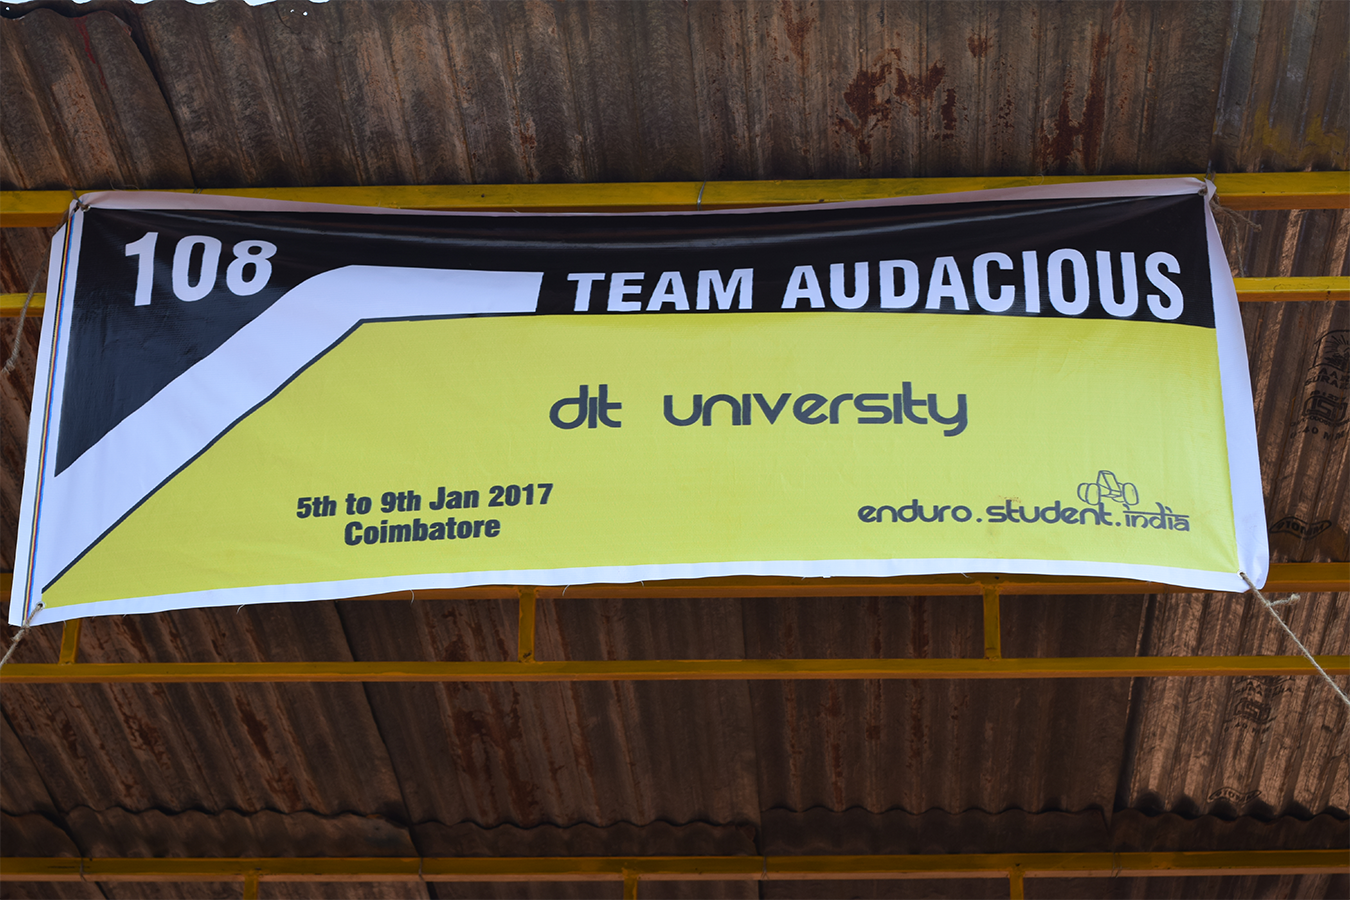 108
TEAM AUDACIOUS
dit university
5th to 9th Jan 2017
Coimbatore
enduro.student.india